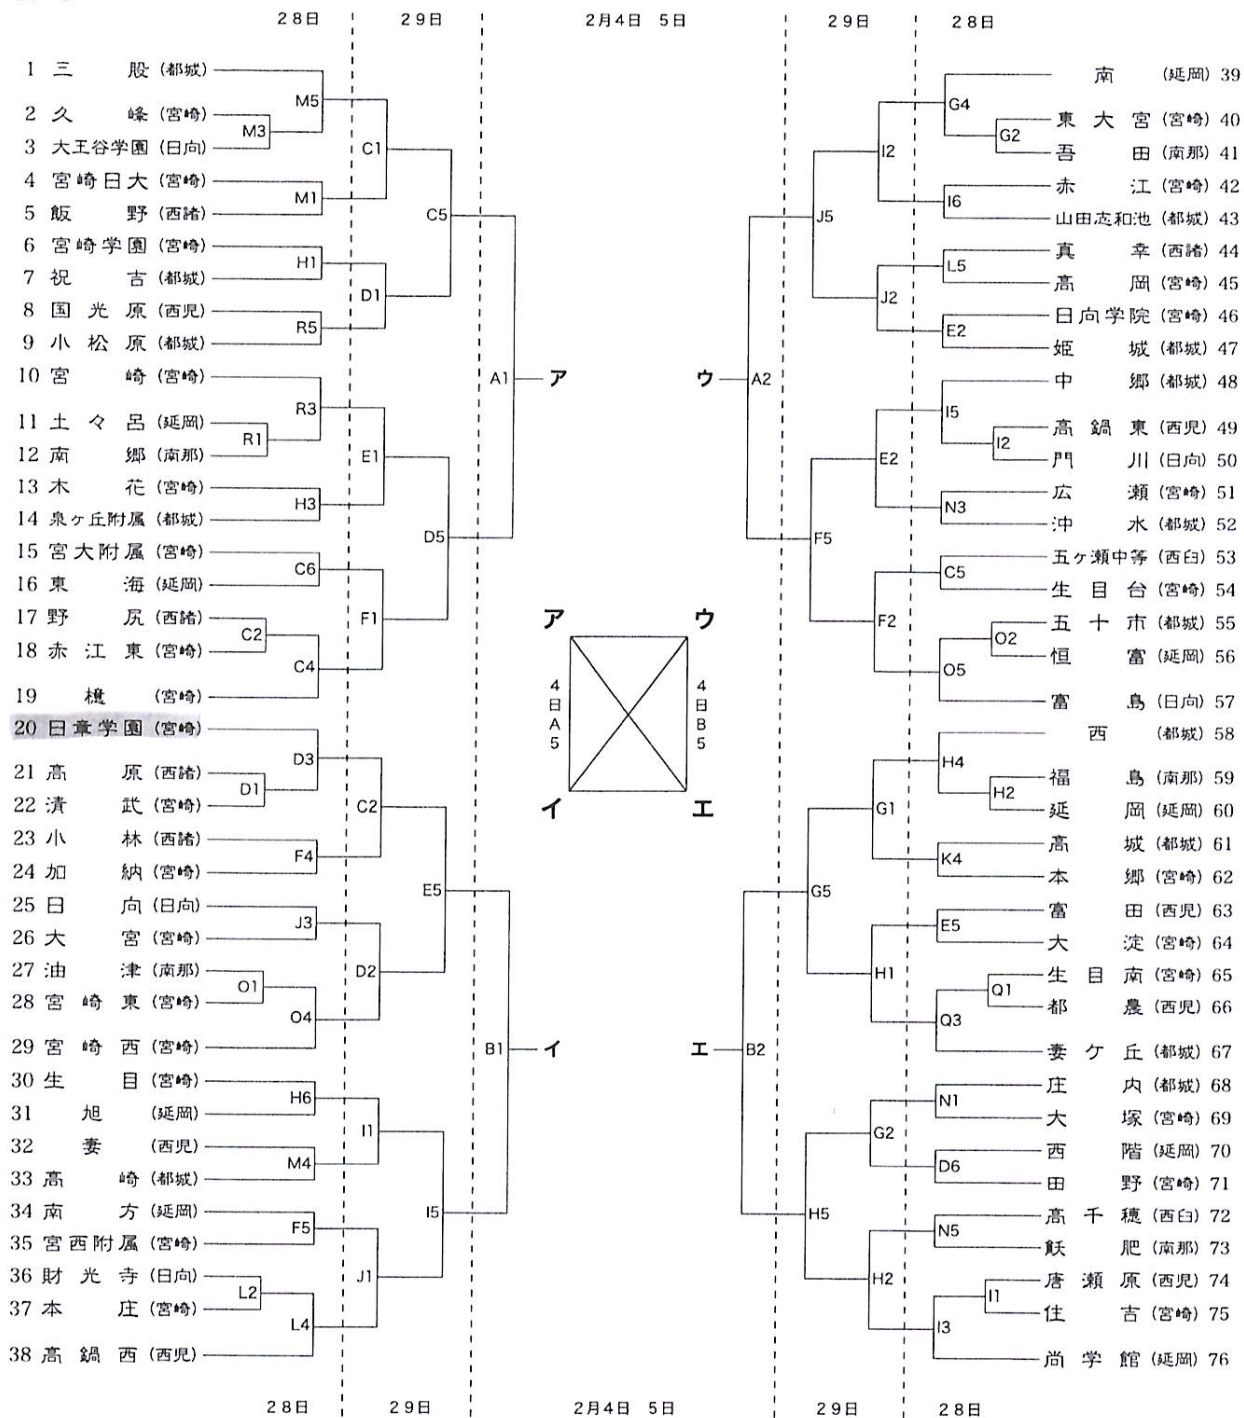 28日 29日 2月4日 5日 29日 28日
1 三股 (都城)
2 久峰 (宮崎)
3 大王谷学園 (日向)
4 宮崎日大 (宮崎)
5 飯野 (西諸)
6 宮崎学園 (宮崎)
7 祝吉 (都城)
8 国光原 (西児)
9 小松原 (都城)
10 宮崎 (宮崎)
11 土々呂 (延岡)
12 南郷 (南那)
13 木花 (宮崎)
14 泉ヶ丘附属 (都城)
15 宮大附属 (宮崎)
16 東海 (延岡)
17 野尻 (西諸)
18 赤江東 (宮崎)
19 檍 (宮崎)
20 日章学園 (宮崎)
21 高原 (西諸)
22 清武 (宮崎)
23 小林 (西諸)
24 加納 (宮崎)
25 日向 (日向)
26 大宮 (宮崎)
27 油津 (南那)
28 宮崎東 (宮崎)
29 宮崎西 (宮崎)
30 生目 (宮崎)
31 旭 (延岡)
32 妻 (西児)
33 高崎 (都城)
34 南方 (延岡)
35 宮西附属 (宮崎)
36 財光寺 (日向)
37 本庄 (宮崎)
38 高鍋西 (西児)
M5
M3
M1
H1
R5
R3
R1
H3
C6
C2
C4
D3
D1
F4
J3
O1
O4
H6
M4
F5
L2
L4
C1
D1
E1
F1
C2
D2
I1
J1
C5
D5
E5
I5
A1 ア
B1 イ
ア ウ
4日A5
4日B5
イ エ
ウ A2
エ B2
J5
F5
G5
H5
I2
J2
E2
F2
G1
H1
G2
H2
G4
G2
I6
L5
E2
I5
I2
N3
C5
O2
O5
H4
H2
K4
E5
Q1
Q3
N1
D6
N5
I1
I3
南 (延岡) 39
東大宮 (宮崎) 40
吾田 (南那) 41
赤江 (宮崎) 42
山田志和池 (都城) 43
真幸 (西諸) 44
高岡 (宮崎) 45
日向学院 (宮崎) 46
姫城 (都城) 47
中郷 (都城) 48
高鍋東 (西児) 49
門川 (日向) 50
広瀬 (宮崎) 51
沖水 (都城) 52
五ヶ瀬中等 (西臼) 53
生目台 (宮崎) 54
五十市 (都城) 55
恒富 (延岡) 56
富島 (日向) 57
西 (都城) 58
福島 (南那) 59
延岡 (延岡) 60
高城 (都城) 61
本郷 (宮崎) 62
富田 (西児) 63
大淀 (宮崎) 64
生目南 (宮崎) 65
都農 (西児) 66
妻ケ丘 (都城) 67
庄内 (都城) 68
大塚 (宮崎) 69
西階 (延岡) 70
田野 (宮崎) 71
高千穂 (西臼) 72
飫肥 (南那) 73
唐瀬原 (西児) 74
住吉 (宮崎) 75
尚学館 (延岡) 76
28日 29日 2月4日 5日 29日 28日